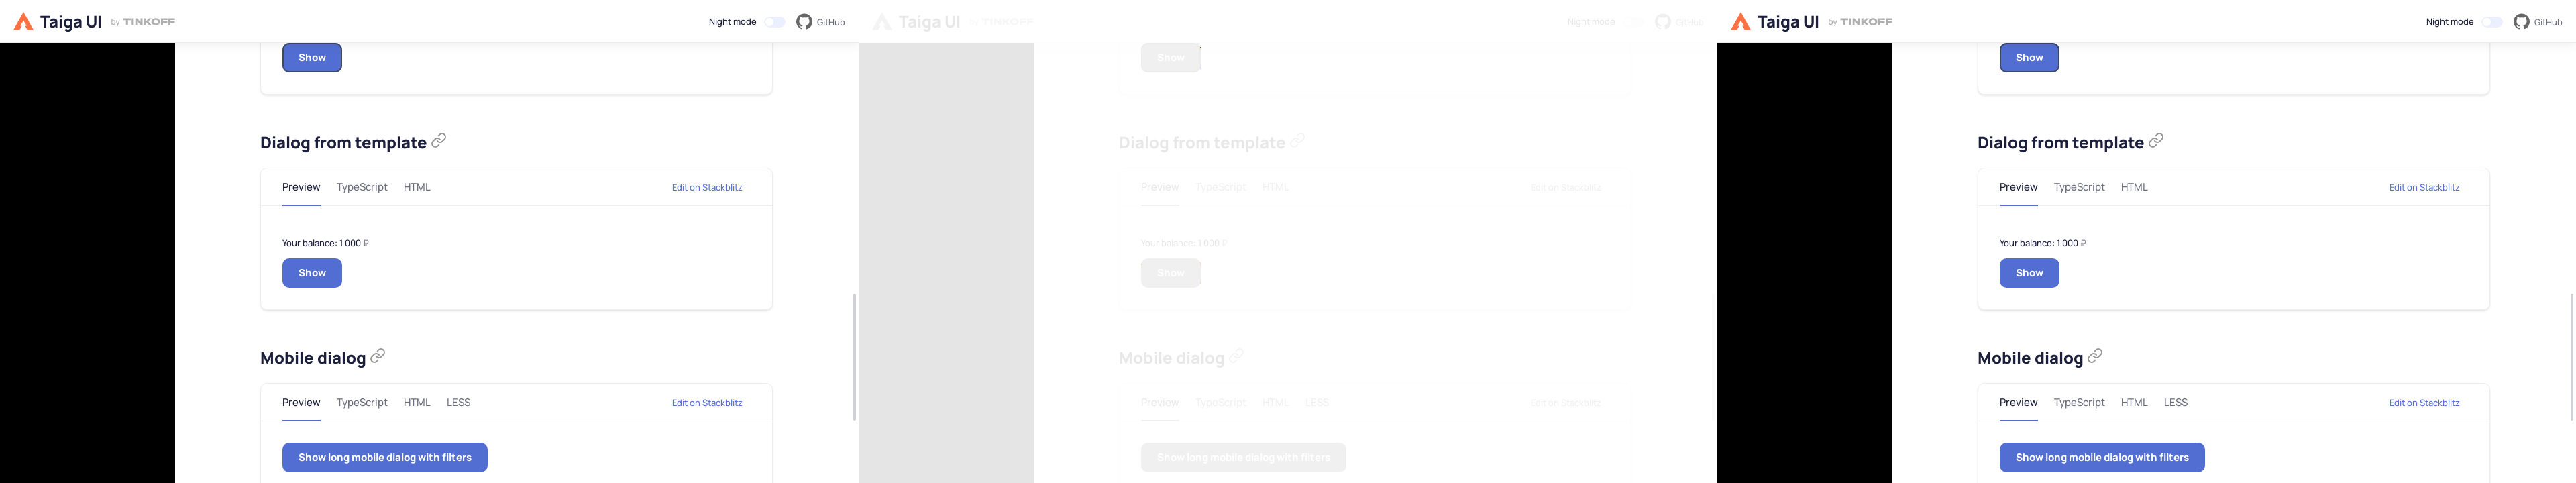 Taiga UI by TINKOFF
Night mode GitHub
Show
Dialog from template
Preview TypeScript HTML Edit on Stackblitz
Your balance: 1 000 ₽
Show
Mobile dialog
Preview TypeScript HTML LESS Edit on Stackblitz
Show long mobile dialog with filters
Taiga UI by TINKOFF
Night mode GitHub
Show
Dialog from template
Preview TypeScript HTML Edit on Stackblitz
Your balance: 1 000 ₽
Show
Mobile dialog
Preview TypeScript HTML LESS Edit on Stackblitz
Show long mobile dialog with filters
Taiga UI by TINKOFF
Night mode GitHub
Show
Dialog from template
Preview TypeScript HTML Edit on Stackblitz
Your balance: 1 000 ₽
Show
Mobile dialog
Preview TypeScript HTML LESS Edit on Stackblitz
Show long mobile dialog with filters